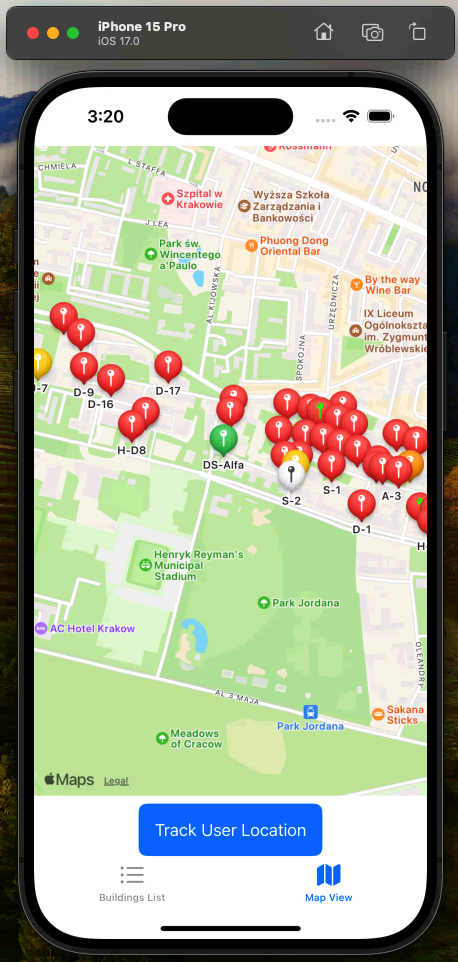 iPhone 15 Pro
iOS 17.0
3:20
Rossmann
CHMIELA
L. STAFFA
Szpital w
Krakowie
Wyższa Szkoła
Zarządzania i
Bankowości
NO
J. LEA
Park św.
Wincentego
a'Paulo
Phuong Dong
Oriental Bar
AL. KIJOWSKA
URZĘDNICZA
By the way
Wine Bar
IX Liceum
Ogólnokszta
im. Zygmunt
Wróblewskie
SPOKOJNA
-7
D-9
D-16
D-17
H-D8
DS-Alfa
S-2
S-1
A-3
D-1
H-
Henryk Reyman's
Municipal
Stadium
Park Jordana
AC Hotel Krakow
OLEANDRY
AL. 3 MAJA
Park Jordana
Sakana
Sticks
Meadows
of Cracow
Maps
Legal
Track User Location
Buildings List
Map View